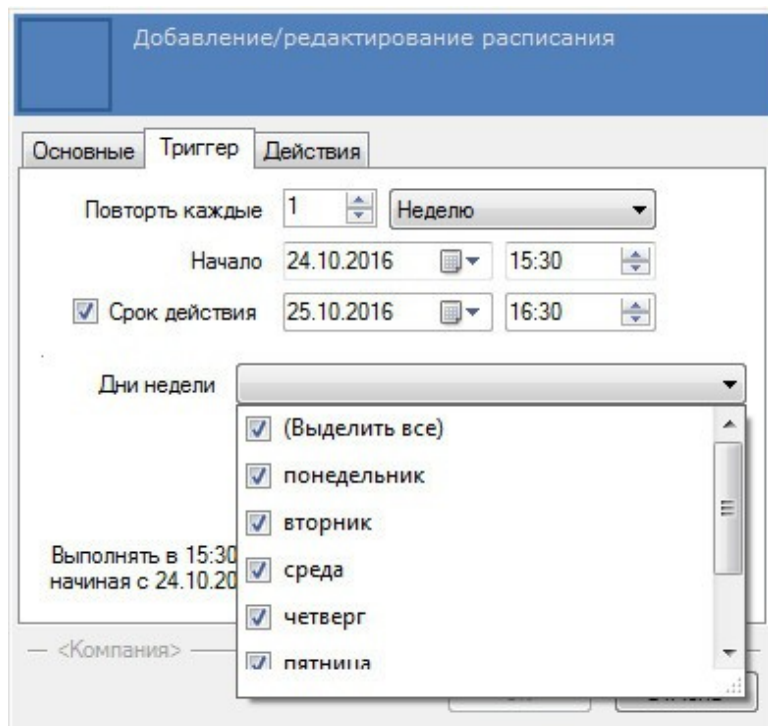 Добавление/редактирование расписания
Основные Триггер Действия
Повторть каждые 1 Неделю
Начало 24.10.2016 15:30
Срок действия 25.10.2016 16:30
Дни недели
(Выделить все)
понедельник
вторник
среда
четверг
пятница
Выполнять в 15:30
начиная с 24.10.20
<Компания>